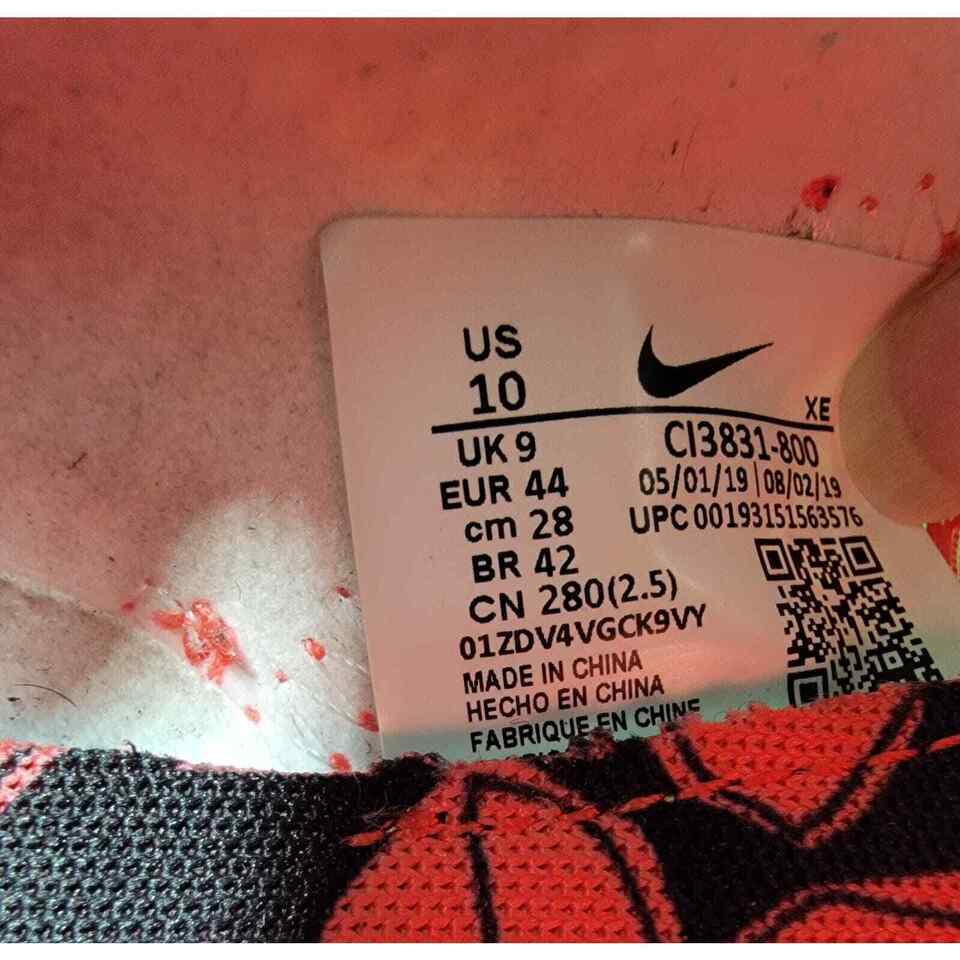 US
10
XE
UK 9
CI3831-800
EUR 44
05/01/19 | 08/02/19
cm 28
UPC 00193151563576
BR 42
CN 280(2.5)
01ZDV4VGCK9VY
MADE IN CHINA
HECHO EN CHINA
FABRIQUE EN CHINE